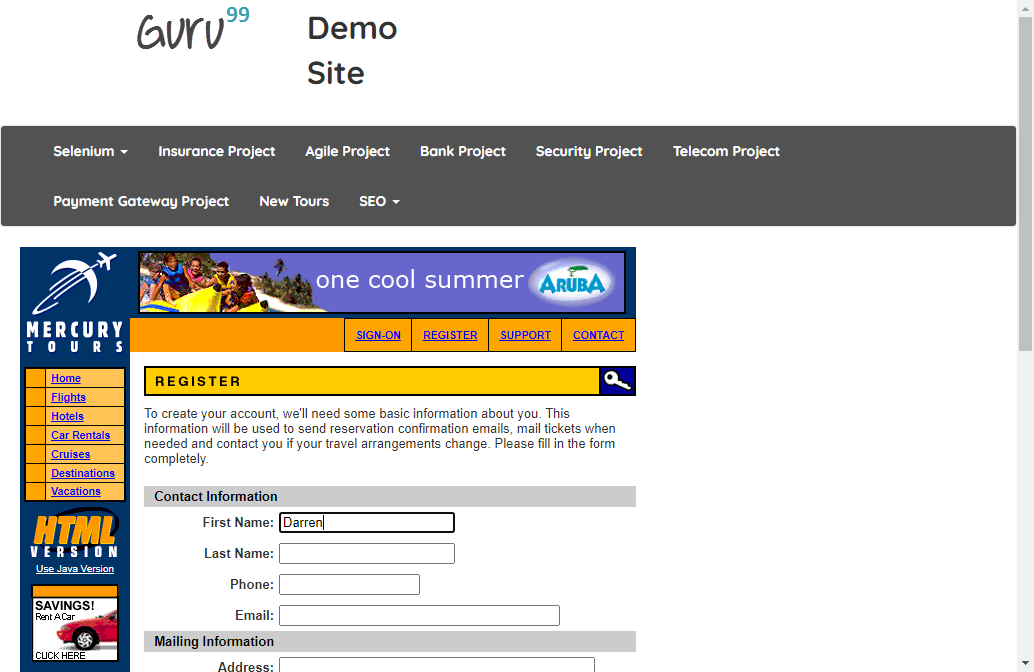 Guru99
Demo
Site
Selenium
Insurance Project
Agile Project
Bank Project
Security Project
Telecom Project
Payment Gateway Project
New Tours
SEO
one cool summer
ARUBA
MERCURY
TOURS
SIGN-ON
REGISTER
SUPPORT
CONTACT
Home
Flights
Hotels
Car Rentals
Cruises
Destinations
Vacations
HTML
VERSION
Use Java Version
SAVINGS!
Rent A Car
CLICK HERE
REGISTER
To create your account, we'll need some basic information about you. This
information will be used to send reservation confirmation emails, mail tickets when
needed and contact you if your travel arrangements change. Please fill in the form
completely.
Contact Information
First Name: Darren
Last Name:
Phone:
Email:
Mailing Information
Address: